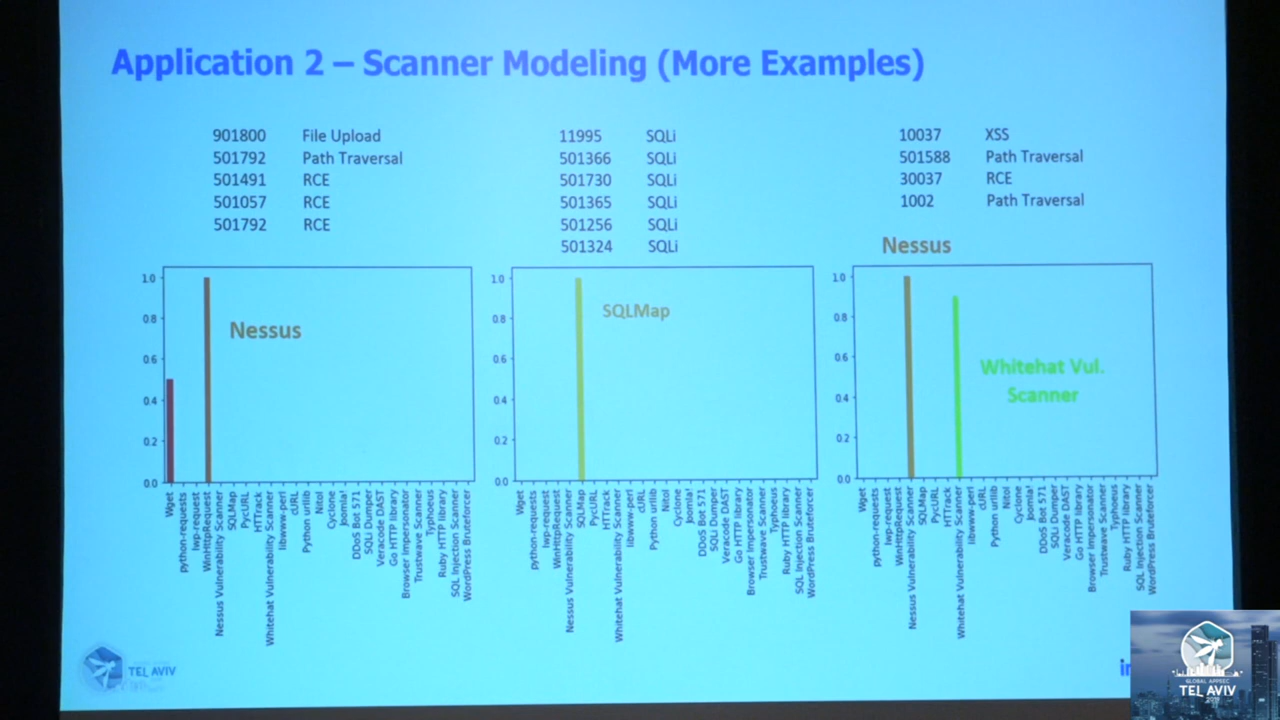 Application 2 – Scanner Modeling (More Examples)
901800 File Upload
501792 Path Traversal
501491 RCE
501057 RCE
501792 RCE
11995 SQLi
501366 SQLi
501730 SQLi
501365 SQLi
501256 SQLi
501324 SQLi
10037 XSS
501588 Path Traversal
30037 RCE
1002 Path Traversal
Nessus
1.0
0.8
0.6
0.4
0.2
0.0
Nessus
Wget
python-requests
lwp-request
WinHttpRequest
Nessus Vulnerability Scanner
SQLMap
PycURL
HTTrack
Whitehat Vulnerability Scanner
libwww-perl
cURL
Python urllib
Nitol
Cyclone
Joomla!
DDoS Bot 571
SQLi Dumper
Veracode DAST
Go HTTP library
Browser Impersonator
Trustwave Scanner
Typhoeus
Ruby HTTP library
SQL Injection Scanner
WordPress Bruteforcer
1.0
0.8
0.6
0.4
0.2
0.0
SQLMap
Wget
python-requests
lwp-request
WinHttpRequest
Nessus Vulnerability Scanner
SQLMap
PycURL
HTTrack
Whitehat Vulnerability Scanner
libwww-perl
cURL
Python urllib
Nitol
Cyclone
Joomla!
DDoS Bot 571
SQLi Dumper
Veracode DAST
Go HTTP library
Browser Impersonator
Trustwave Scanner
Typhoeus
Ruby HTTP library
SQL Injection Scanner
WordPress Bruteforcer
1.0
0.8
0.6
0.4
0.2
0.0
Whitehat Vul.
Scanner
Wget
python-requests
lwp-request
WinHttpRequest
Nessus Vulnerability Scanner
SQLMap
PycURL
HTTrack
Whitehat Vulnerability Scanner
libwww-perl
cURL
Python urllib
Nitol
Cyclone
Joomla!
DDoS Bot 571
SQLi Dumper
Veracode DAST
Go HTTP library
Browser Impersonator
Trustwave Scanner
Typhoeus
Ruby HTTP library
SQL Injection Scanner
WordPress Bruteforcer
TEL AVIV
GLOBAL APPSEC
TEL AVIV